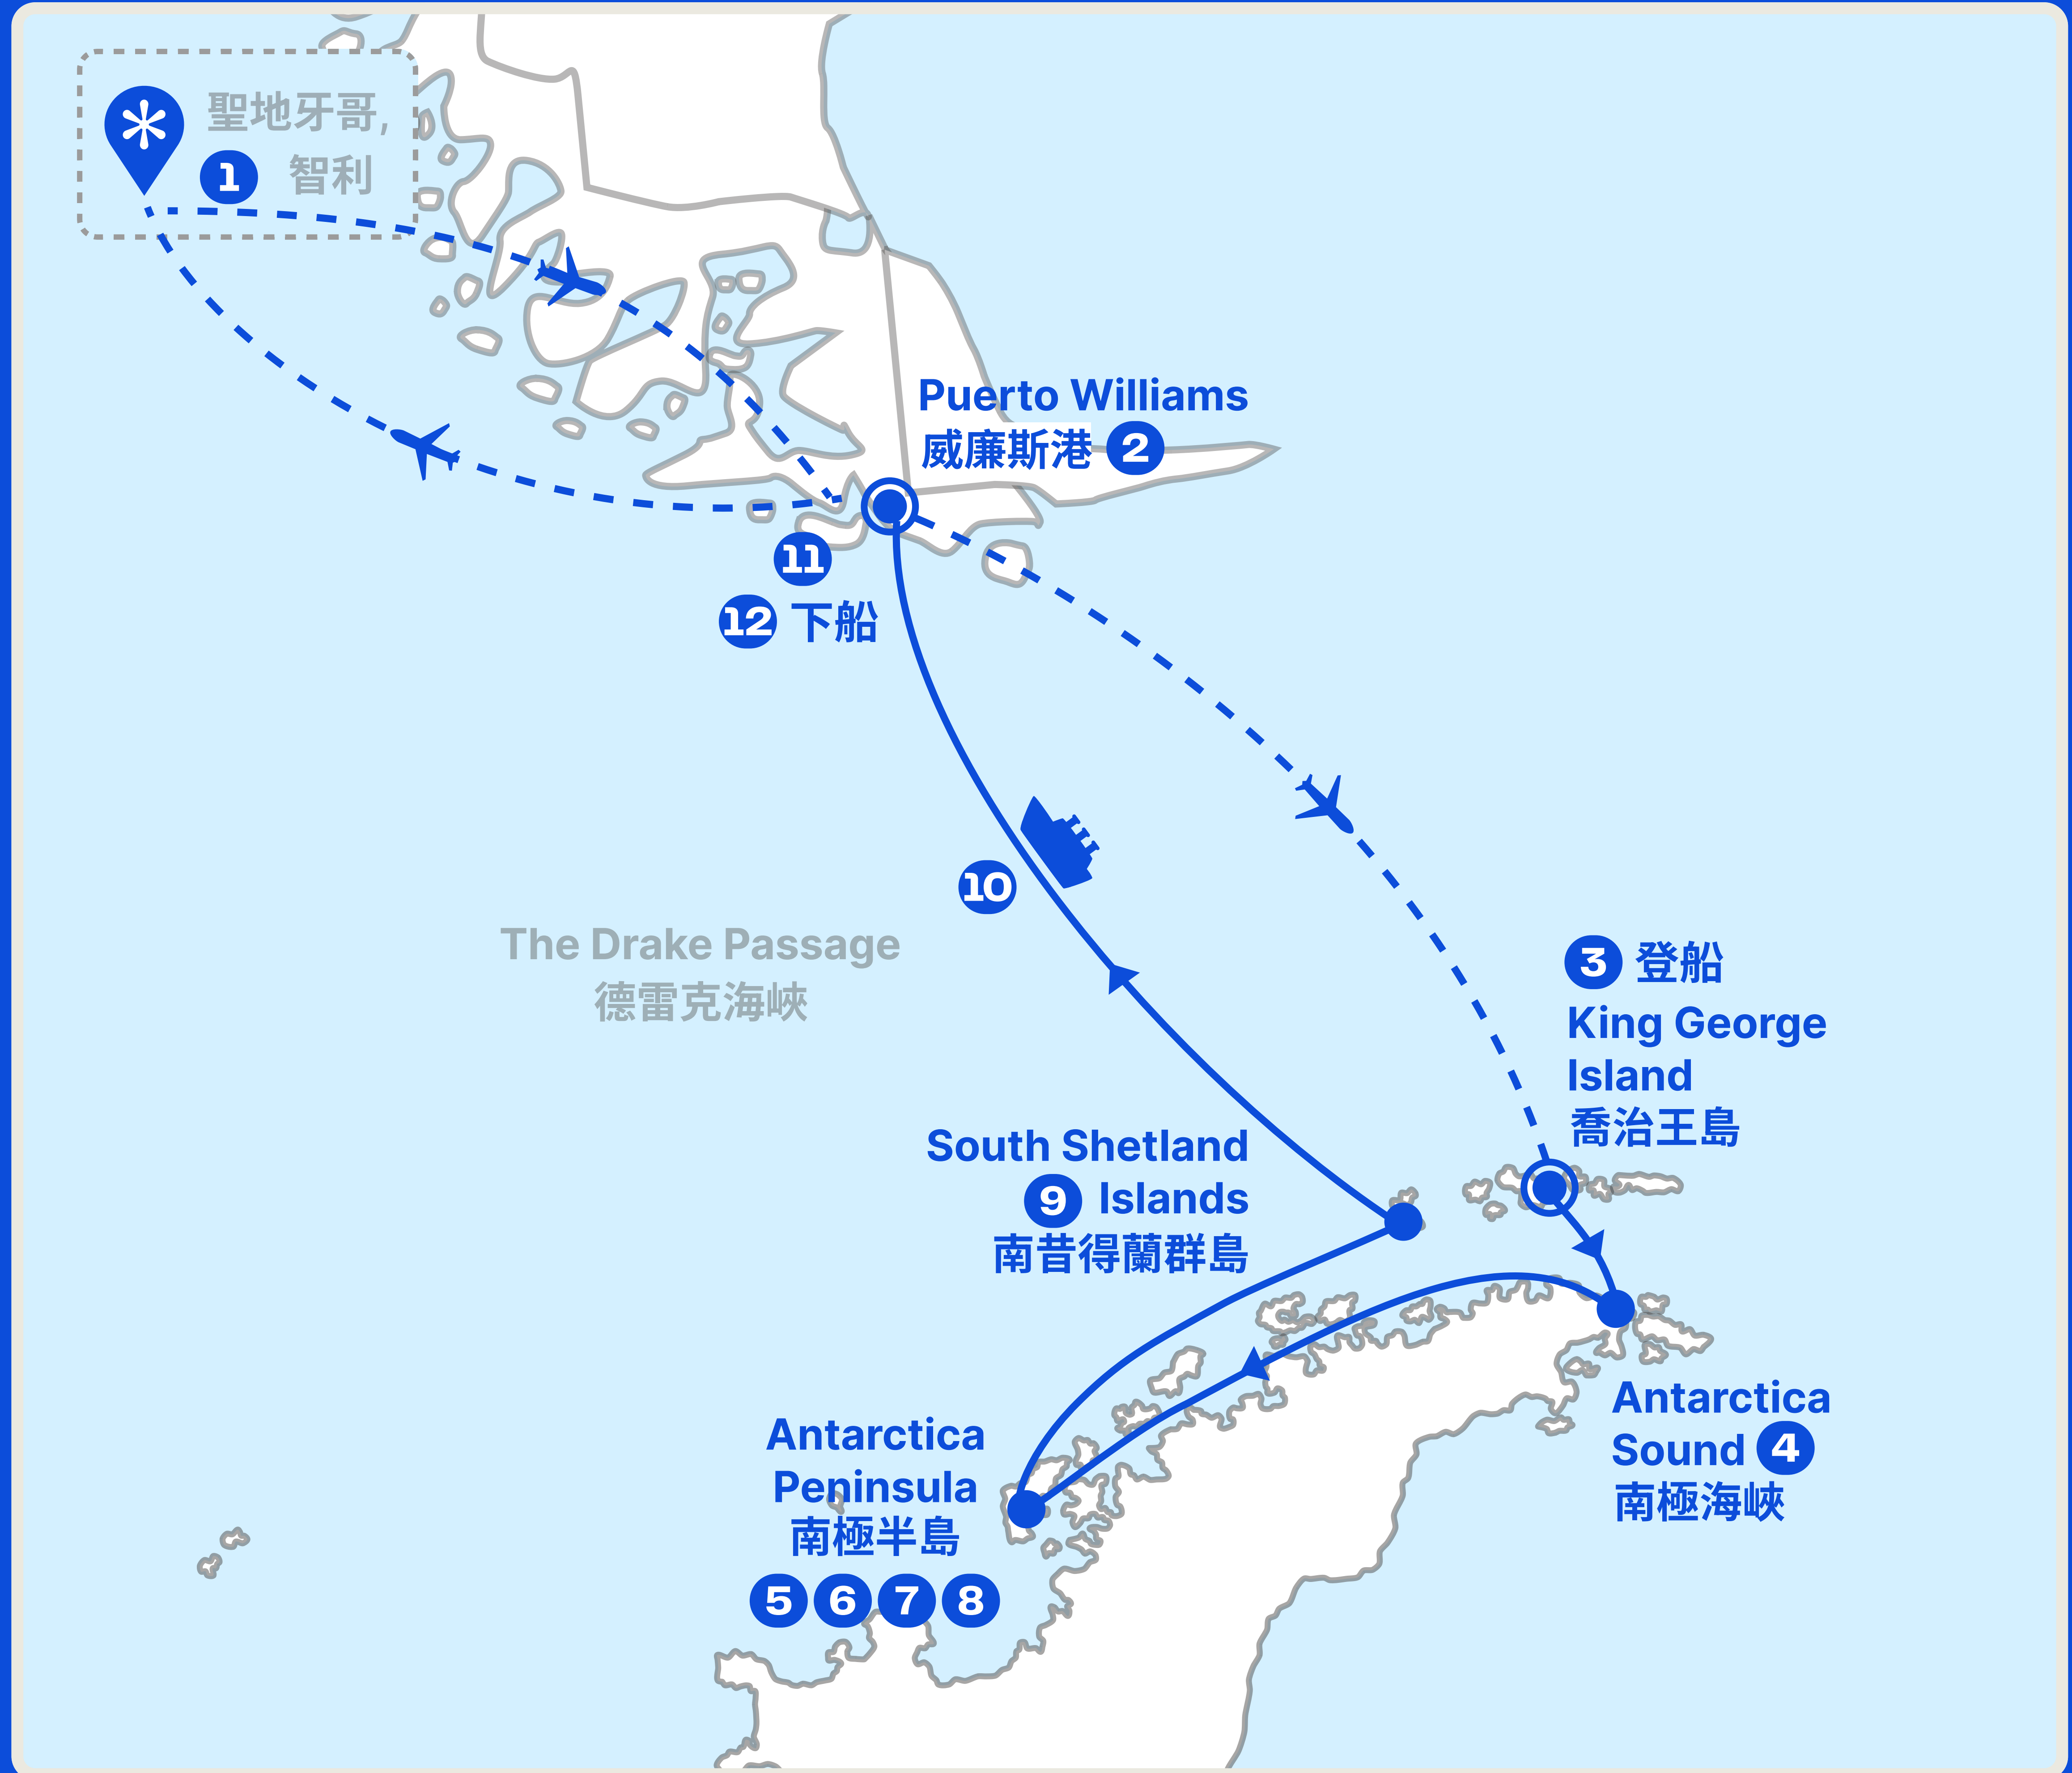 聖地牙哥,
1 智利
Puerto Williams
威廉斯港 2
11
12 下船
10
The Drake Passage
德雷克海峽
3 登船
King George
Island
喬治王島
South Shetland
9 Islands
南昔得蘭群島
Antarctica
Sound 4
南極海峽
Antarctica
Peninsula
南極半島
5 6 7 8